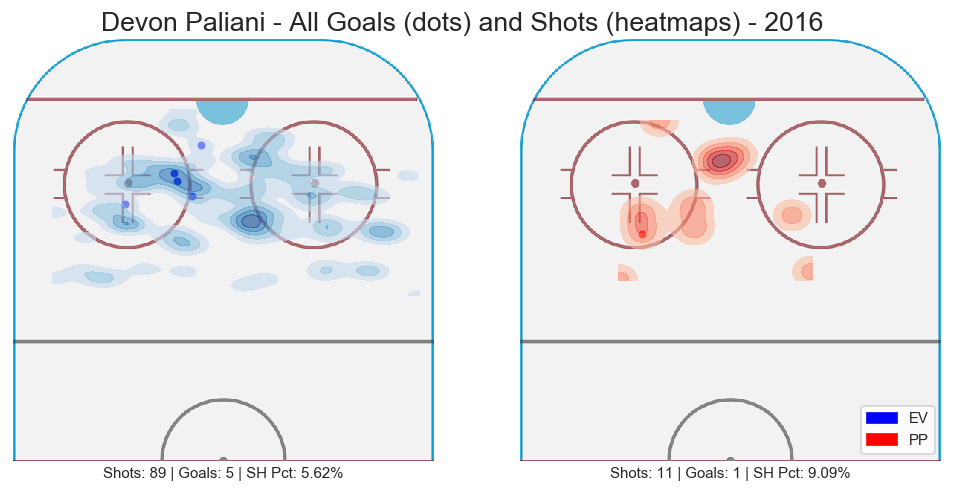 Devon Paliani - All Goals (dots) and Shots (heatmaps) - 2016
EV
PP
Shots: 89 | Goals: 5 | SH Pct: 5.62%
Shots: 11 | Goals: 1 | SH Pct: 9.09%